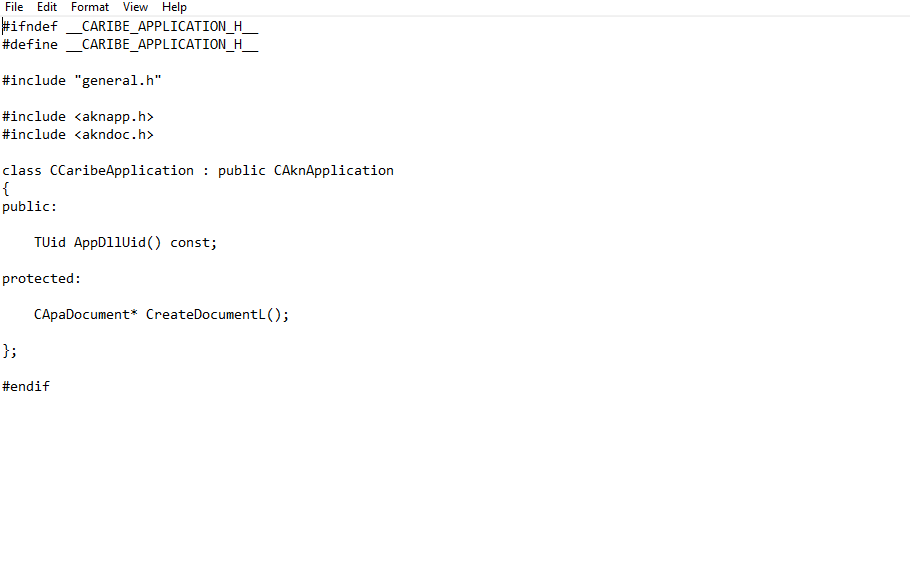 File Edit Format View Help
#ifndef __CARIBE_APPLICATION_H__
#define __CARIBE_APPLICATION_H__
#include "general.h"
#include <aknapp.h>
#include <akndoc.h>
class CCaribeApplication : public CAknApplication
{
public:
    TUid AppDllUid() const;
protected:
    CApaDocument* CreateDocumentL();
};
#endif